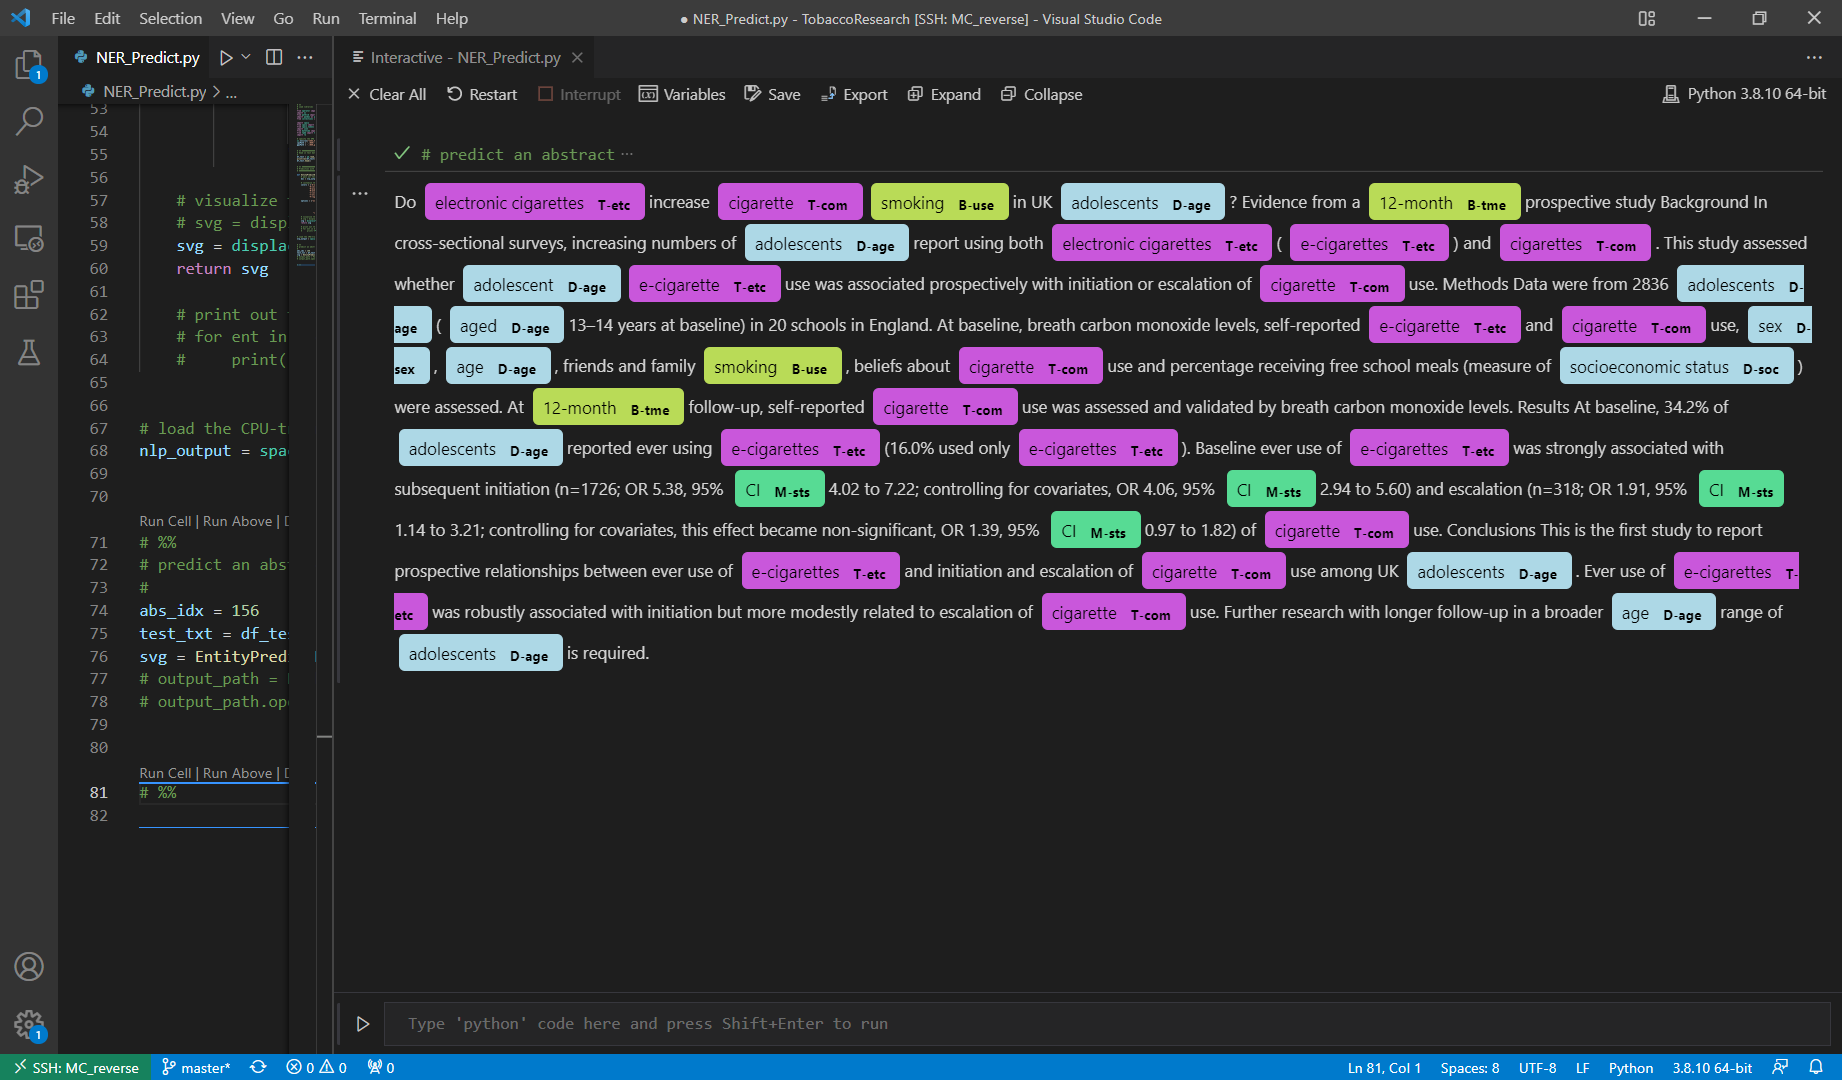 File Edit Selection View Go Run Terminal Help
● NER_Predict.py - TobaccoResearch [SSH: MC_reverse] - Visual Studio Code
NER_Predict.py
Interactive - NER_Predict.py
1
NER_Predict.py > ...
Clear All Restart Interrupt Variables Save Export Expand Collapse
Python 3.8.10 64-bit
53
54
55
56
57 # visualize
58 # svg = disp
59 svg = displa
60 return svg
61
62 # print out
63 # for ent in
64 # print(
65
66
67 # load the CPU-t
68 nlp_output = spa
69
70
Run Cell | Run Above | D
71 # %%
72 # predict an abs
73 #
74 abs_idx = 156
75 test_txt = df_te
76 svg = EntityPred
77 # output_path =
78 # output_path.op
79
80
Run Cell | Run Above | D
81 # %%
82
# predict an abstract ...
Do electronic cigarettes T-etc increase cigarette T-com smoking B-use in UK adolescents D-age ? Evidence from a 12-month B-tme prospective study Background In
cross-sectional surveys, increasing numbers of adolescents D-age report using both electronic cigarettes T-etc ( e-cigarettes T-etc ) and cigarettes T-com . This study assessed
whether adolescent D-age e-cigarette T-etc use was associated prospectively with initiation or escalation of cigarette T-com use. Methods Data were from 2836 adolescents D-
age ( aged D-age 13–14 years at baseline) in 20 schools in England. At baseline, breath carbon monoxide levels, self-reported e-cigarette T-etc and cigarette T-com use, sex D-
sex , age D-age , friends and family smoking B-use , beliefs about cigarette T-com use and percentage receiving free school meals (measure of socioeconomic status D-soc )
were assessed. At 12-month B-tme follow-up, self-reported cigarette T-com use was assessed and validated by breath carbon monoxide levels. Results At baseline, 34.2% of
adolescents D-age reported ever using e-cigarettes T-etc (16.0% used only e-cigarettes T-etc ). Baseline ever use of e-cigarettes T-etc was strongly associated with
subsequent initiation (n=1726; OR 5.38, 95% CI M-sts 4.02 to 7.22; controlling for covariates, OR 4.06, 95% CI M-sts 2.94 to 5.60) and escalation (n=318; OR 1.91, 95% CI M-sts
1.14 to 3.21; controlling for covariates, this effect became non-significant, OR 1.39, 95% CI M-sts 0.97 to 1.82) of cigarette T-com use. Conclusions This is the first study to report
prospective relationships between ever use of e-cigarettes T-etc and initiation and escalation of cigarette T-com use among UK adolescents D-age . Ever use of e-cigarettes T-
etc was robustly associated with initiation but more modestly related to escalation of cigarette T-com use. Further research with longer follow-up in a broader age D-age range of
adolescents D-age is required.
Type 'python' code here and press Shift+Enter to run
1
SSH: MC_reverse master* 0 0 0
Ln 81, Col 1 Spaces: 8 UTF-8 LF Python 3.8.10 64-bit